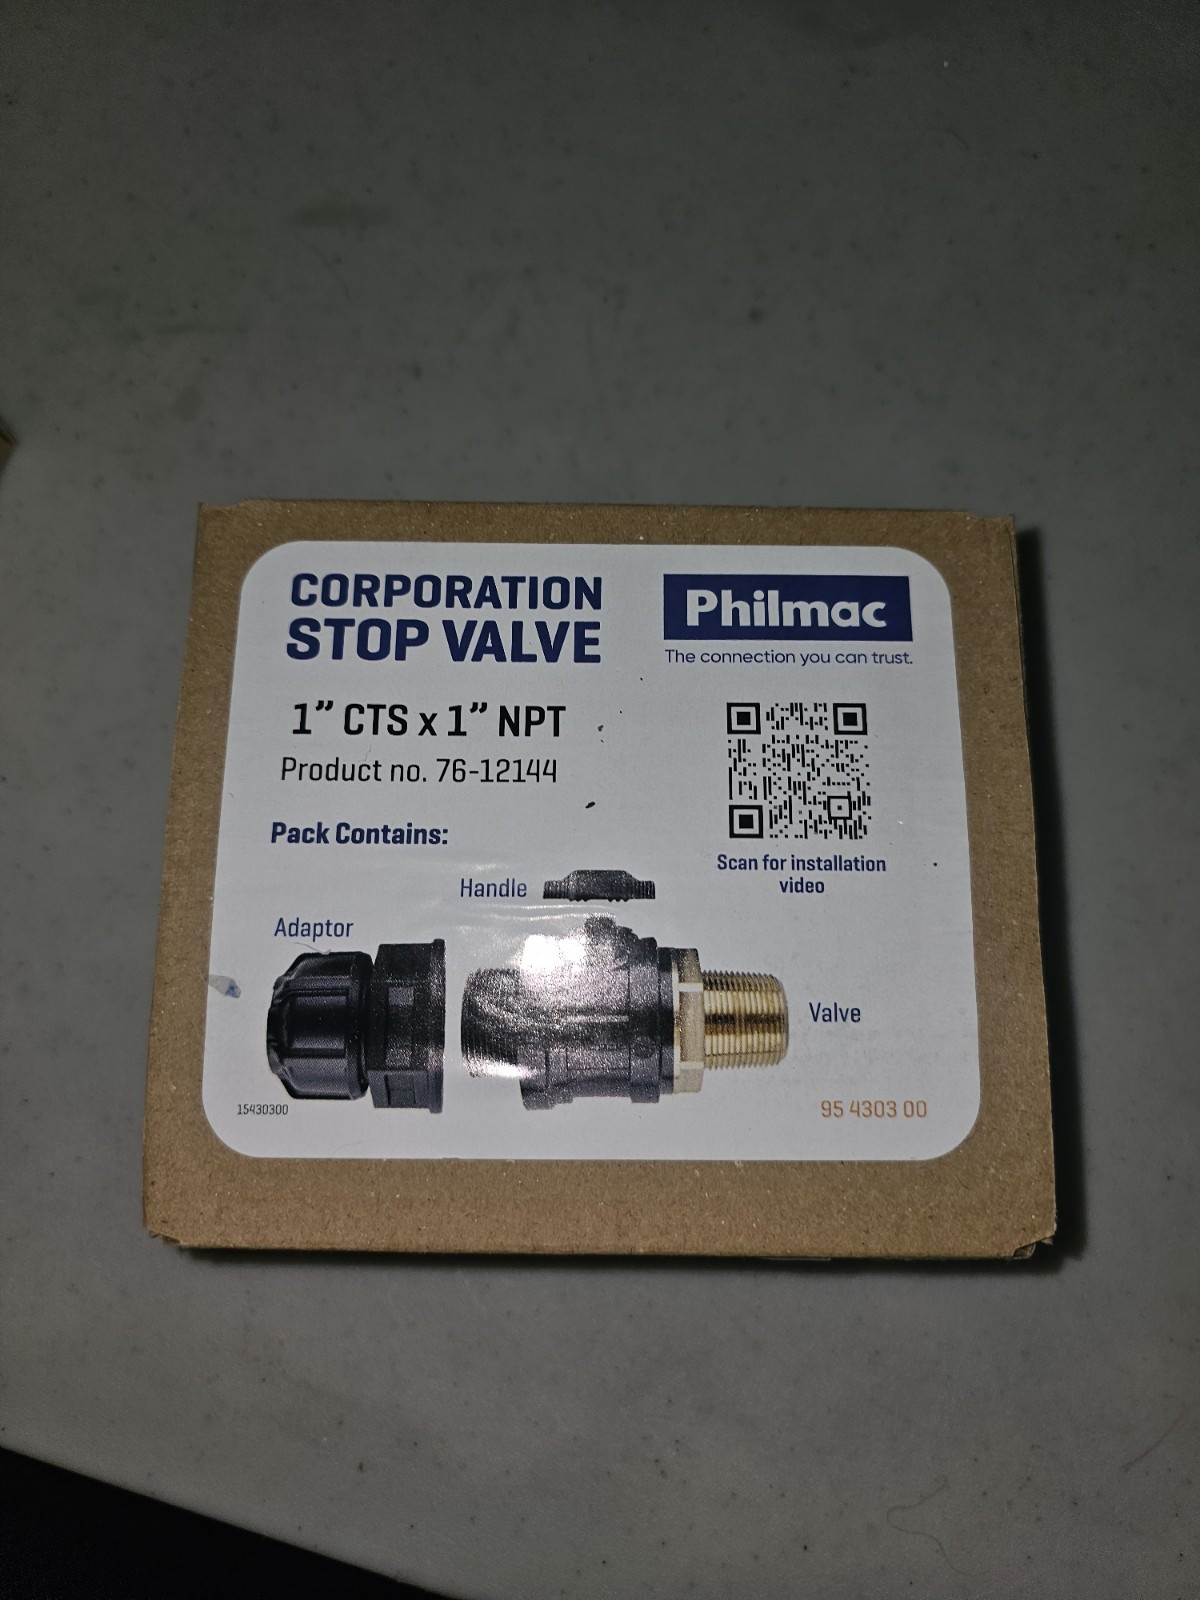 CORPORATION
STOP VALVE
Philmac
The connection you can trust.
1” CTS x 1” NPT
Product no. 76-12144
Pack Contains:
Scan for installation
video
Handle
Adaptor
Valve
15430300
95 4303 00